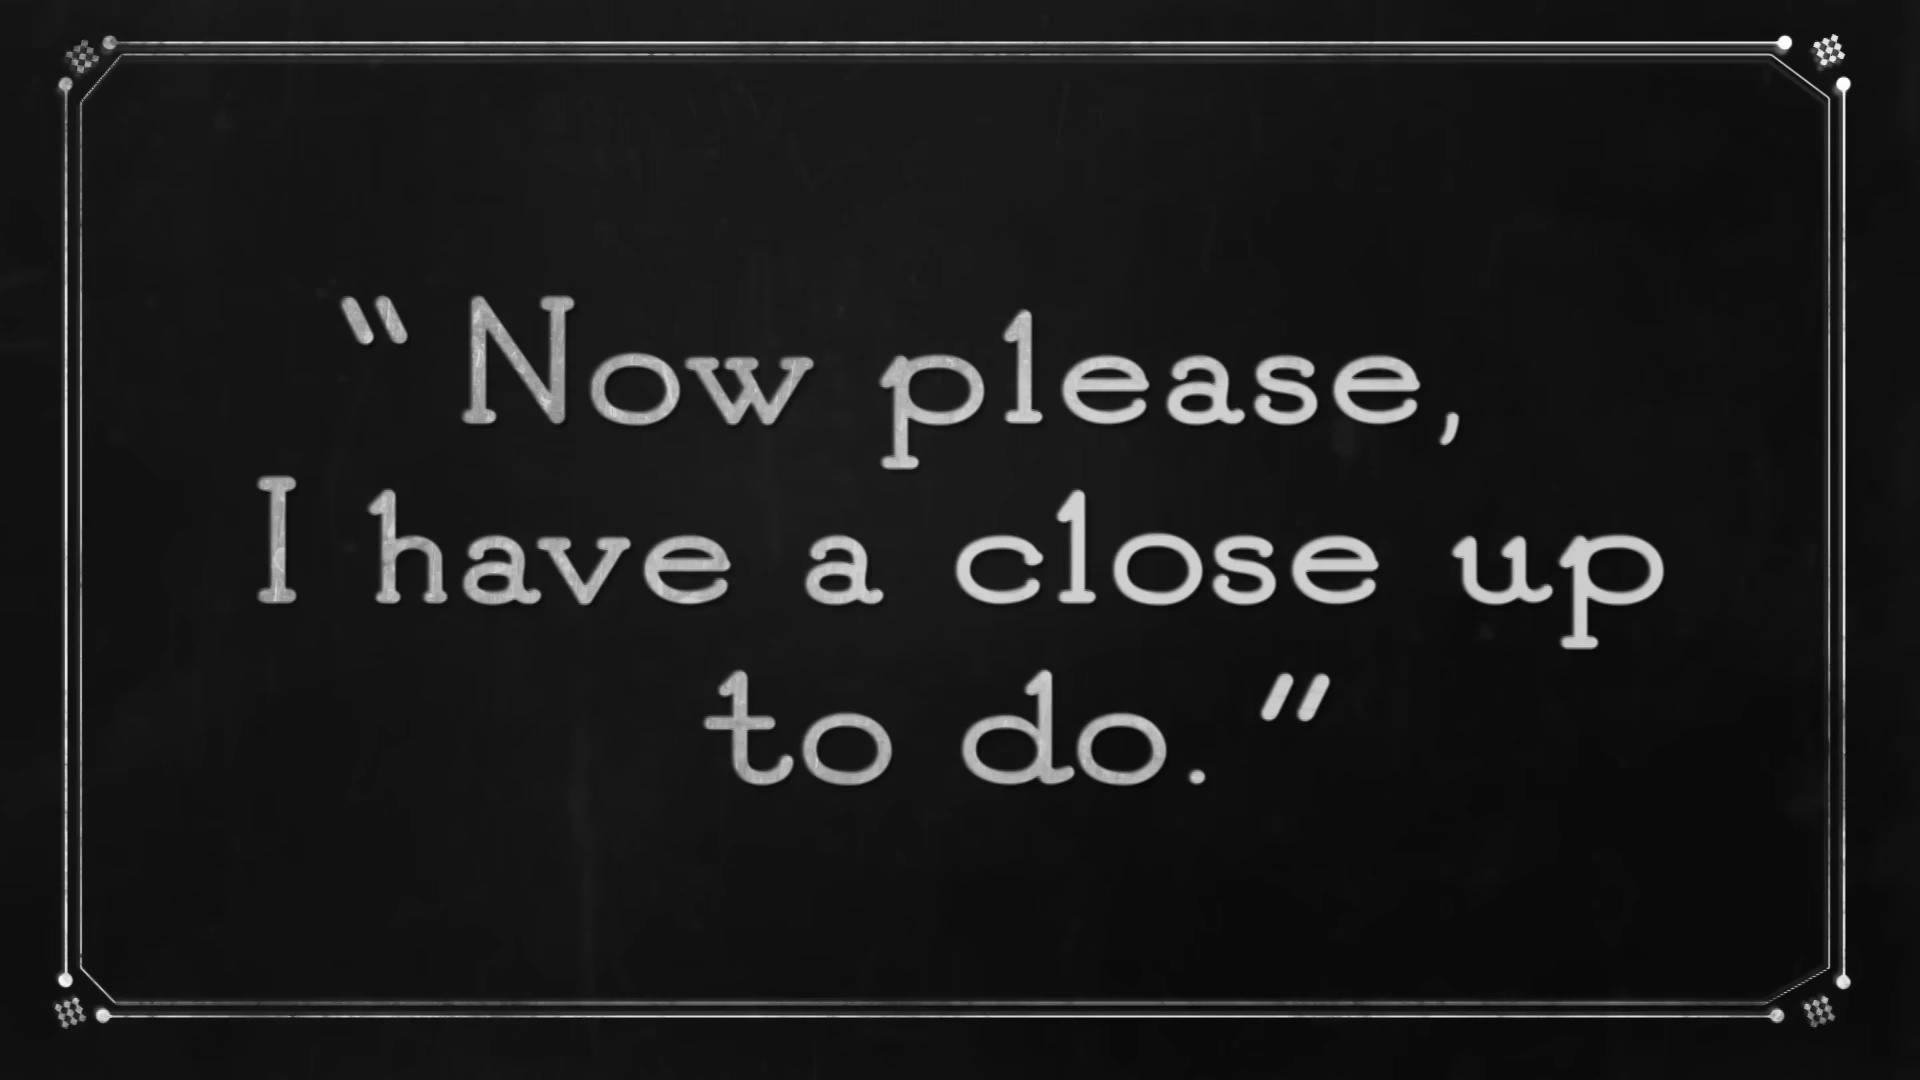 “Now please,
I have a close up
to do.”